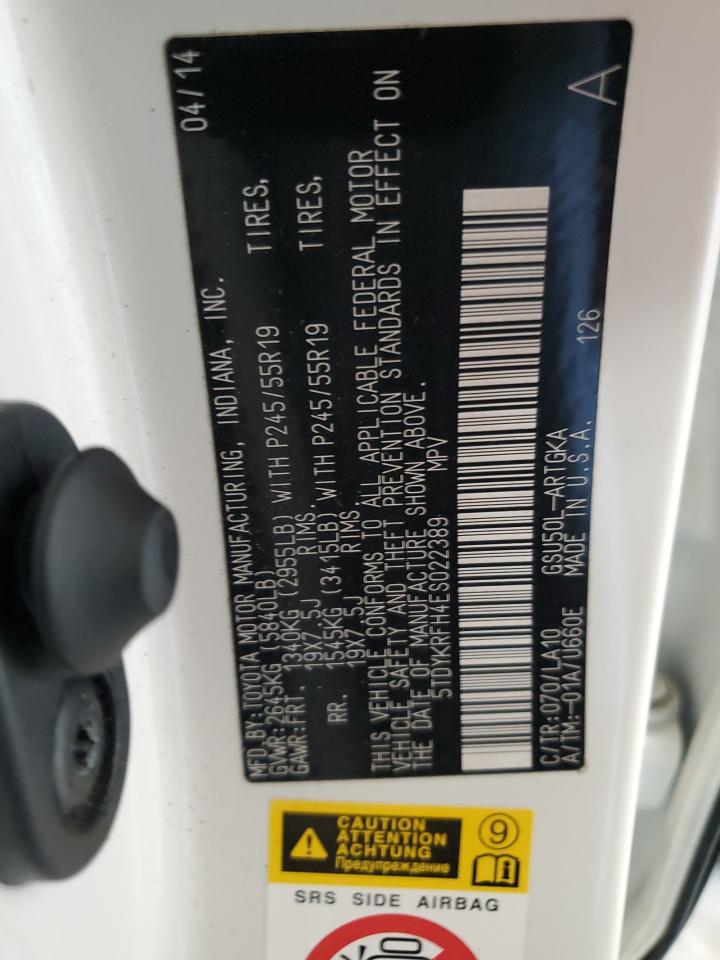 MFD. BY: TOYOTA MOTOR MANUFACTURING, INDIANA, INC. 04/14
GVWR: 2645KG (5840LB)
GAWR: FRT. 1340KG (2955LB) WITH P245/55R19 TIRES,
19X7.5J RIMS.
RR. 1545KG (3415LB) WITH P245/55R19 TIRES,
19X7.5J RIMS.
THIS VEHICLE CONFORMS TO ALL APPLICABLE FEDERAL MOTOR
VEHICLE SAFETY AND THEFT PREVENTION STANDARDS IN EFFECT ON
THE DATE OF MANUFACTURE SHOWN ABOVE.
5TDYKRFH4ES022389 MPV
C/TR: 070/LA10 GSU50L-ARTGKA
A/TM: -01A/U660E MADE IN U.S.A. 126 A
CAUTION
ATTENTION
ACHTUNG
Предупреждение
9
SRS SIDE AIRBAG